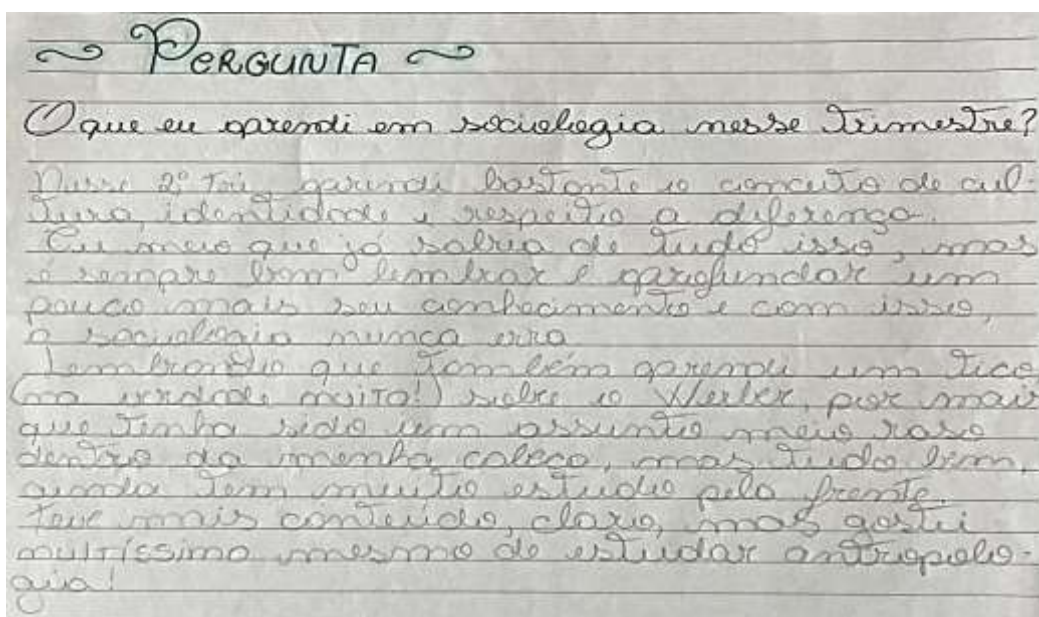 ~ PERGUNTA ~
O que eu aprendi em sociologia nesse trimestre?
Nesse 2° Tri, aprendi bastante o conceito de cul-
tura, identidade e respeito a diferença.
Eu meio que já sabia de tudo isso, mas
é sempre bom lembrar e aprofundar um
pouco mais seu conhecimento e com isso,
a sociologia nunca erra
Lembrando que também aprendi um tico
(na verdade muito!) sobre o Weber, por mais
que tenha sido um assunto meio raso
dentro da menha cabeça, mas tudo bem,
ainda tem muito estudo pela frente.
Teve mais conteúdo, claro, mas gostei
muitíssimo mesmo de estudar antropolo-
gia!